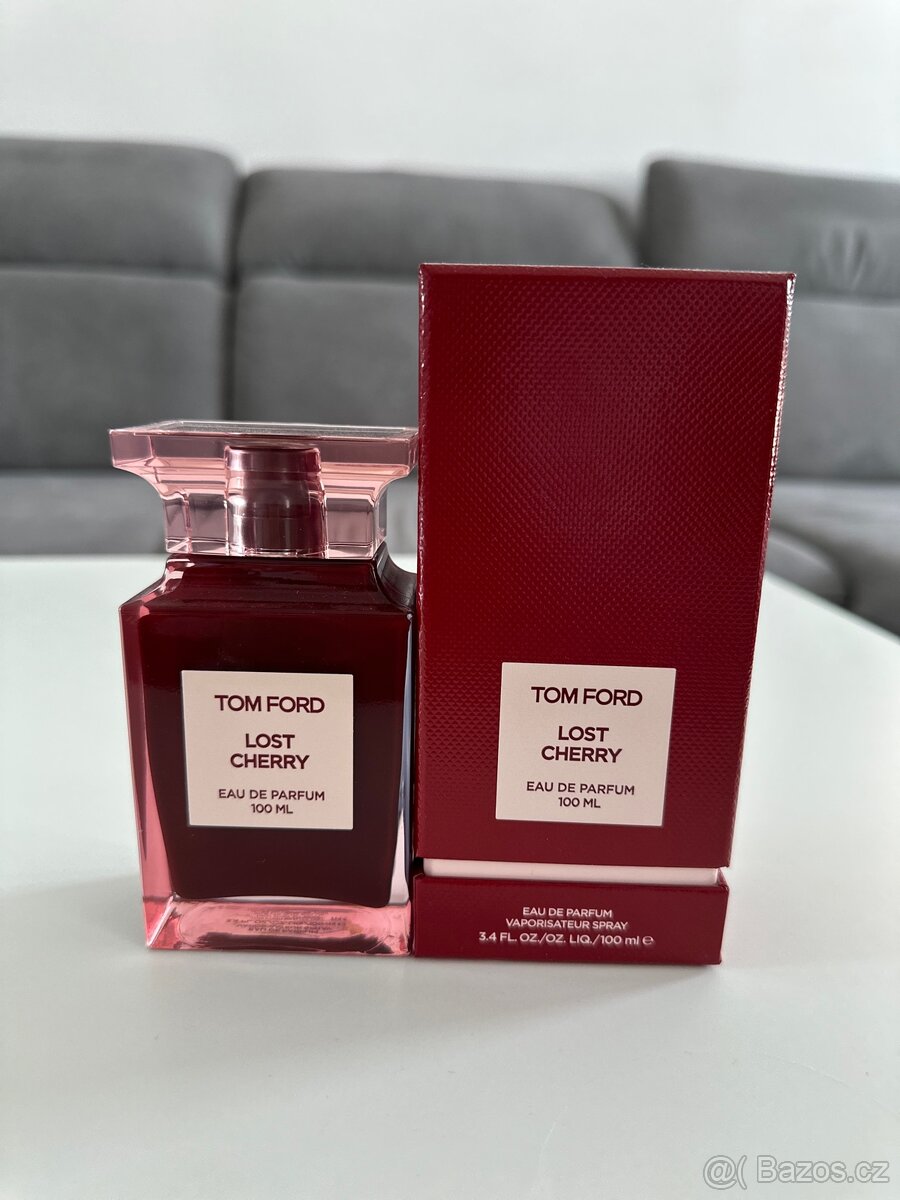 TOM FORD
LOST
CHERRY
EAU DE PARFUM
100 ML
TOM FORD
LOST
CHERRY
EAU DE PARFUM
100 ML
EAU DE PARFUM
VAPORISATEUR SPRAY
3.4 FL. OZ./OZ. LIQ./100 ml ℮
@( Bazos.cz